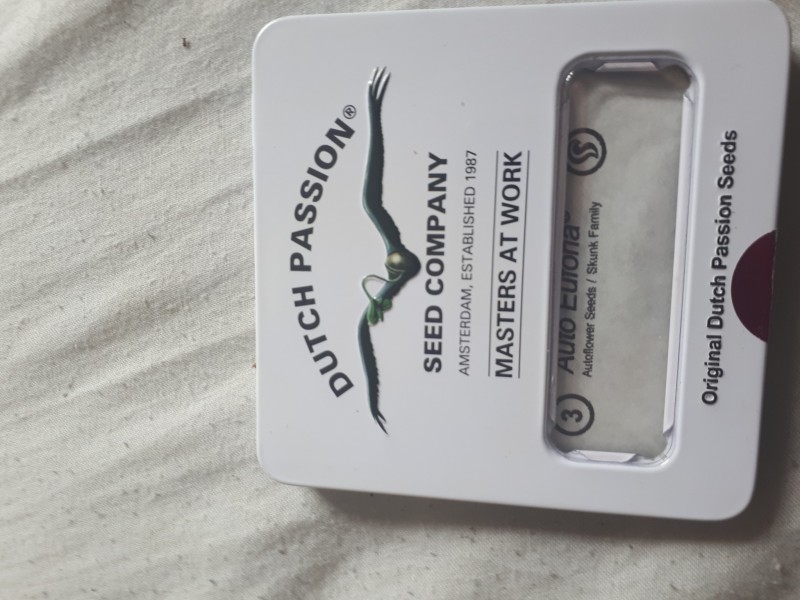 DUTCH PASSION®
SEED COMPANY
AMSTERDAM, ESTABLISHED 1987
MASTERS AT WORK
3 Auto Euforia®
Autoflower Seeds / Skunk Family
Original Dutch Passion Seeds